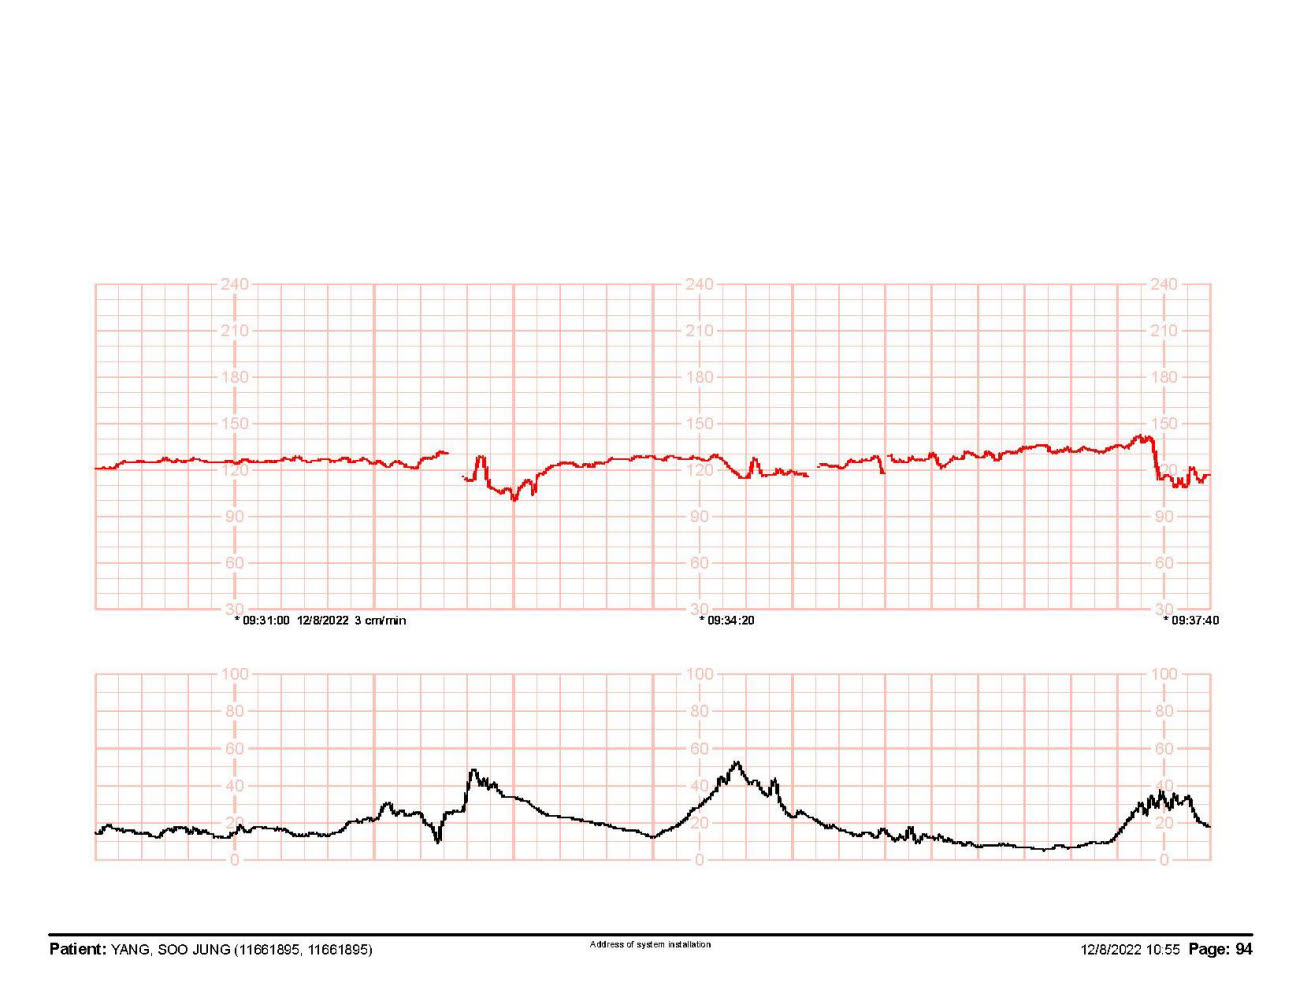 240 240 240
210 210 210
180 180 180
150 150 150
120 120 120
90 90 90
60 60 60
30 30 30
* 09:31:00 12/8/2022 3 cm/min * 09:34:20 * 09:37:40
100 100 100
80 80 80
60 60 60
40 40 40
20 20 20
0 0 0
Patient: YANG, SOO JUNG (11661895, 11661895) Address of system installation 12/8/2022 10:55 Page: 94